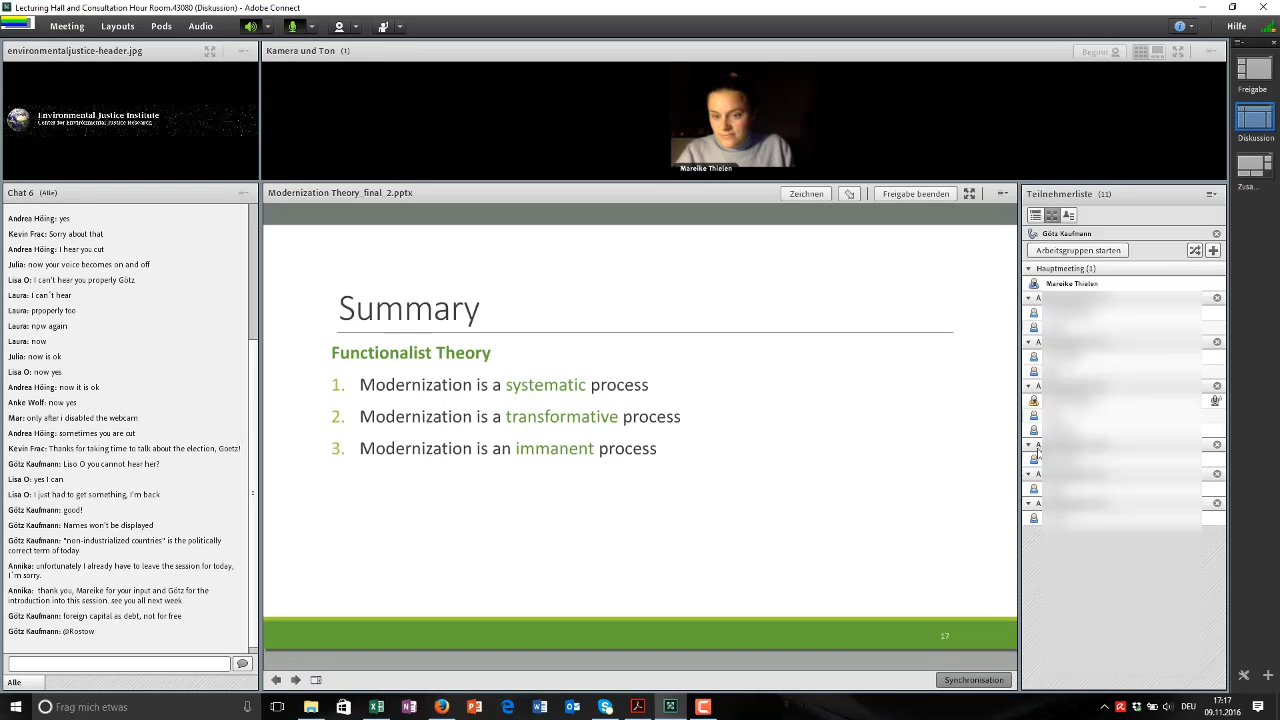 Lecturing Hall and Consultation Hour Room.43080 (Diskussion) - Adobe Connect
Meeting Layouts Pods Audio Hilfe
environmentaljustice-header.jpg
Kamera und Ton (1)
Beginn
Freigabe
Diskussion
Zusa...
Environmental Justice Institute
Center for Environmental Justice Research
Mareike Thielen
Chat 6 (Alle)
Andrea Höing: yes
Kevin Frac: Sorry about that
Andrea Höing: I hear you cut
Julia: now your voice becomes on and off
Lisa O: I can't hear you properly Götz
Laura: I can´t hear
Laura: prpoperly too
Laura: npw again
Laura: now
Julia: now is ok
Lisa O: now yes
Andrea Höing: now it is ok
Anke Wolf: now yes
Mar: only after i disabled the webcam
Andrea Höing: sometimes you are cut
Kevin Frac: Thanks for taking time to talk about the election, Goetz!
Götz Kaufmann: Liso O you cannot hear her?
Lisa O: yes I can
Lisa O: I just had to get something, I'm back
Götz Kaufmann: good!
Götz Kaufmann: Names won't be displayed
Götz Kaufmann: "non-industrialized countries" is the politically
correct term of today
Annika: unfortunately I already have to leave the session for today,
I´m sorry.
Annika: thank you, Mareike for your input and Götz for the
introduction into this session. see you all next week.
Götz Kaufmann: foreign capital as debt, not for free
Götz Kaufmann: @Rostow
Alle
Modernization Theory_final_2.pptx
Zeichnen
Freigabe beenden
Summary
Functionalist Theory
1. Modernization is a systematic process
2. Modernization is a transformative process
3. Modernization is an immanent process
17
Synchronisation
Teilnehmerliste (11)
Götz Kaufmann
Arbeitsgruppen starten
Hauptmeeting (1)
Mareike Thielen
A
A
A
A
A
A
Frag mich etwas
DEU
17:17
09.11.2016